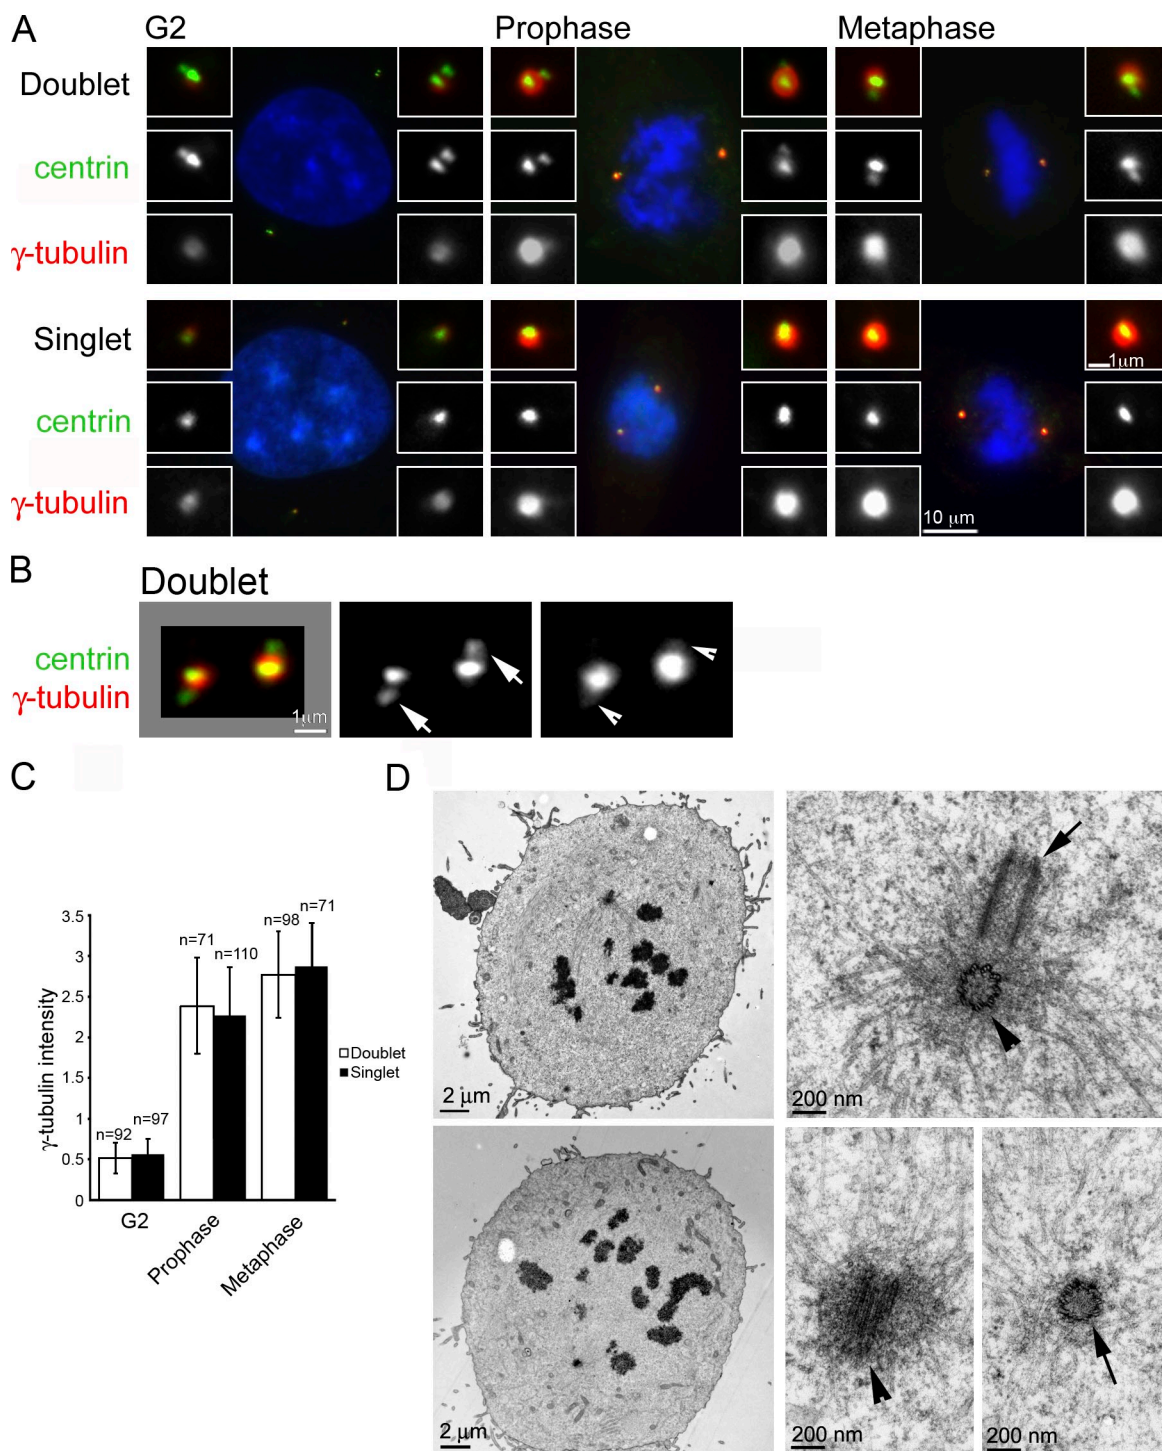 A
G2
Prophase
Metaphase
Doublet
centrin
γ-tubulin
Singlet
1μm
centrin
γ-tubulin
10 μm
B
Doublet
centrin
γ-tubulin
1μm
C
D
3.5
3
2.5
2
1.5
1
0.5
0
γ-tubulin intensity
n=92
n=97
n=71
n=110
n=98
n=71
Doublet
Singlet
G2
Prophase
Metaphase
2 μm
200 nm
2 μm
200 nm
200 nm